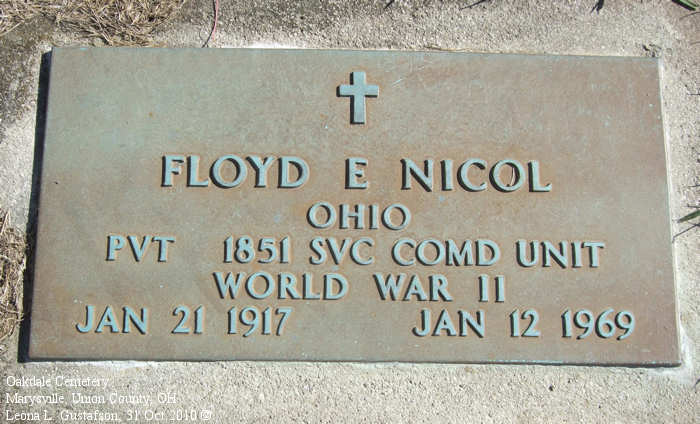 FLOYD E NICOL
OHIO
PVT 1851 SVC COMD UNIT
WORLD WAR II
JAN 21 1917 JAN 12 1969
Oakdale Cemetery
Marysville, Union County, OH
Leona L. Gustafson, 31 Oct 2010 ©